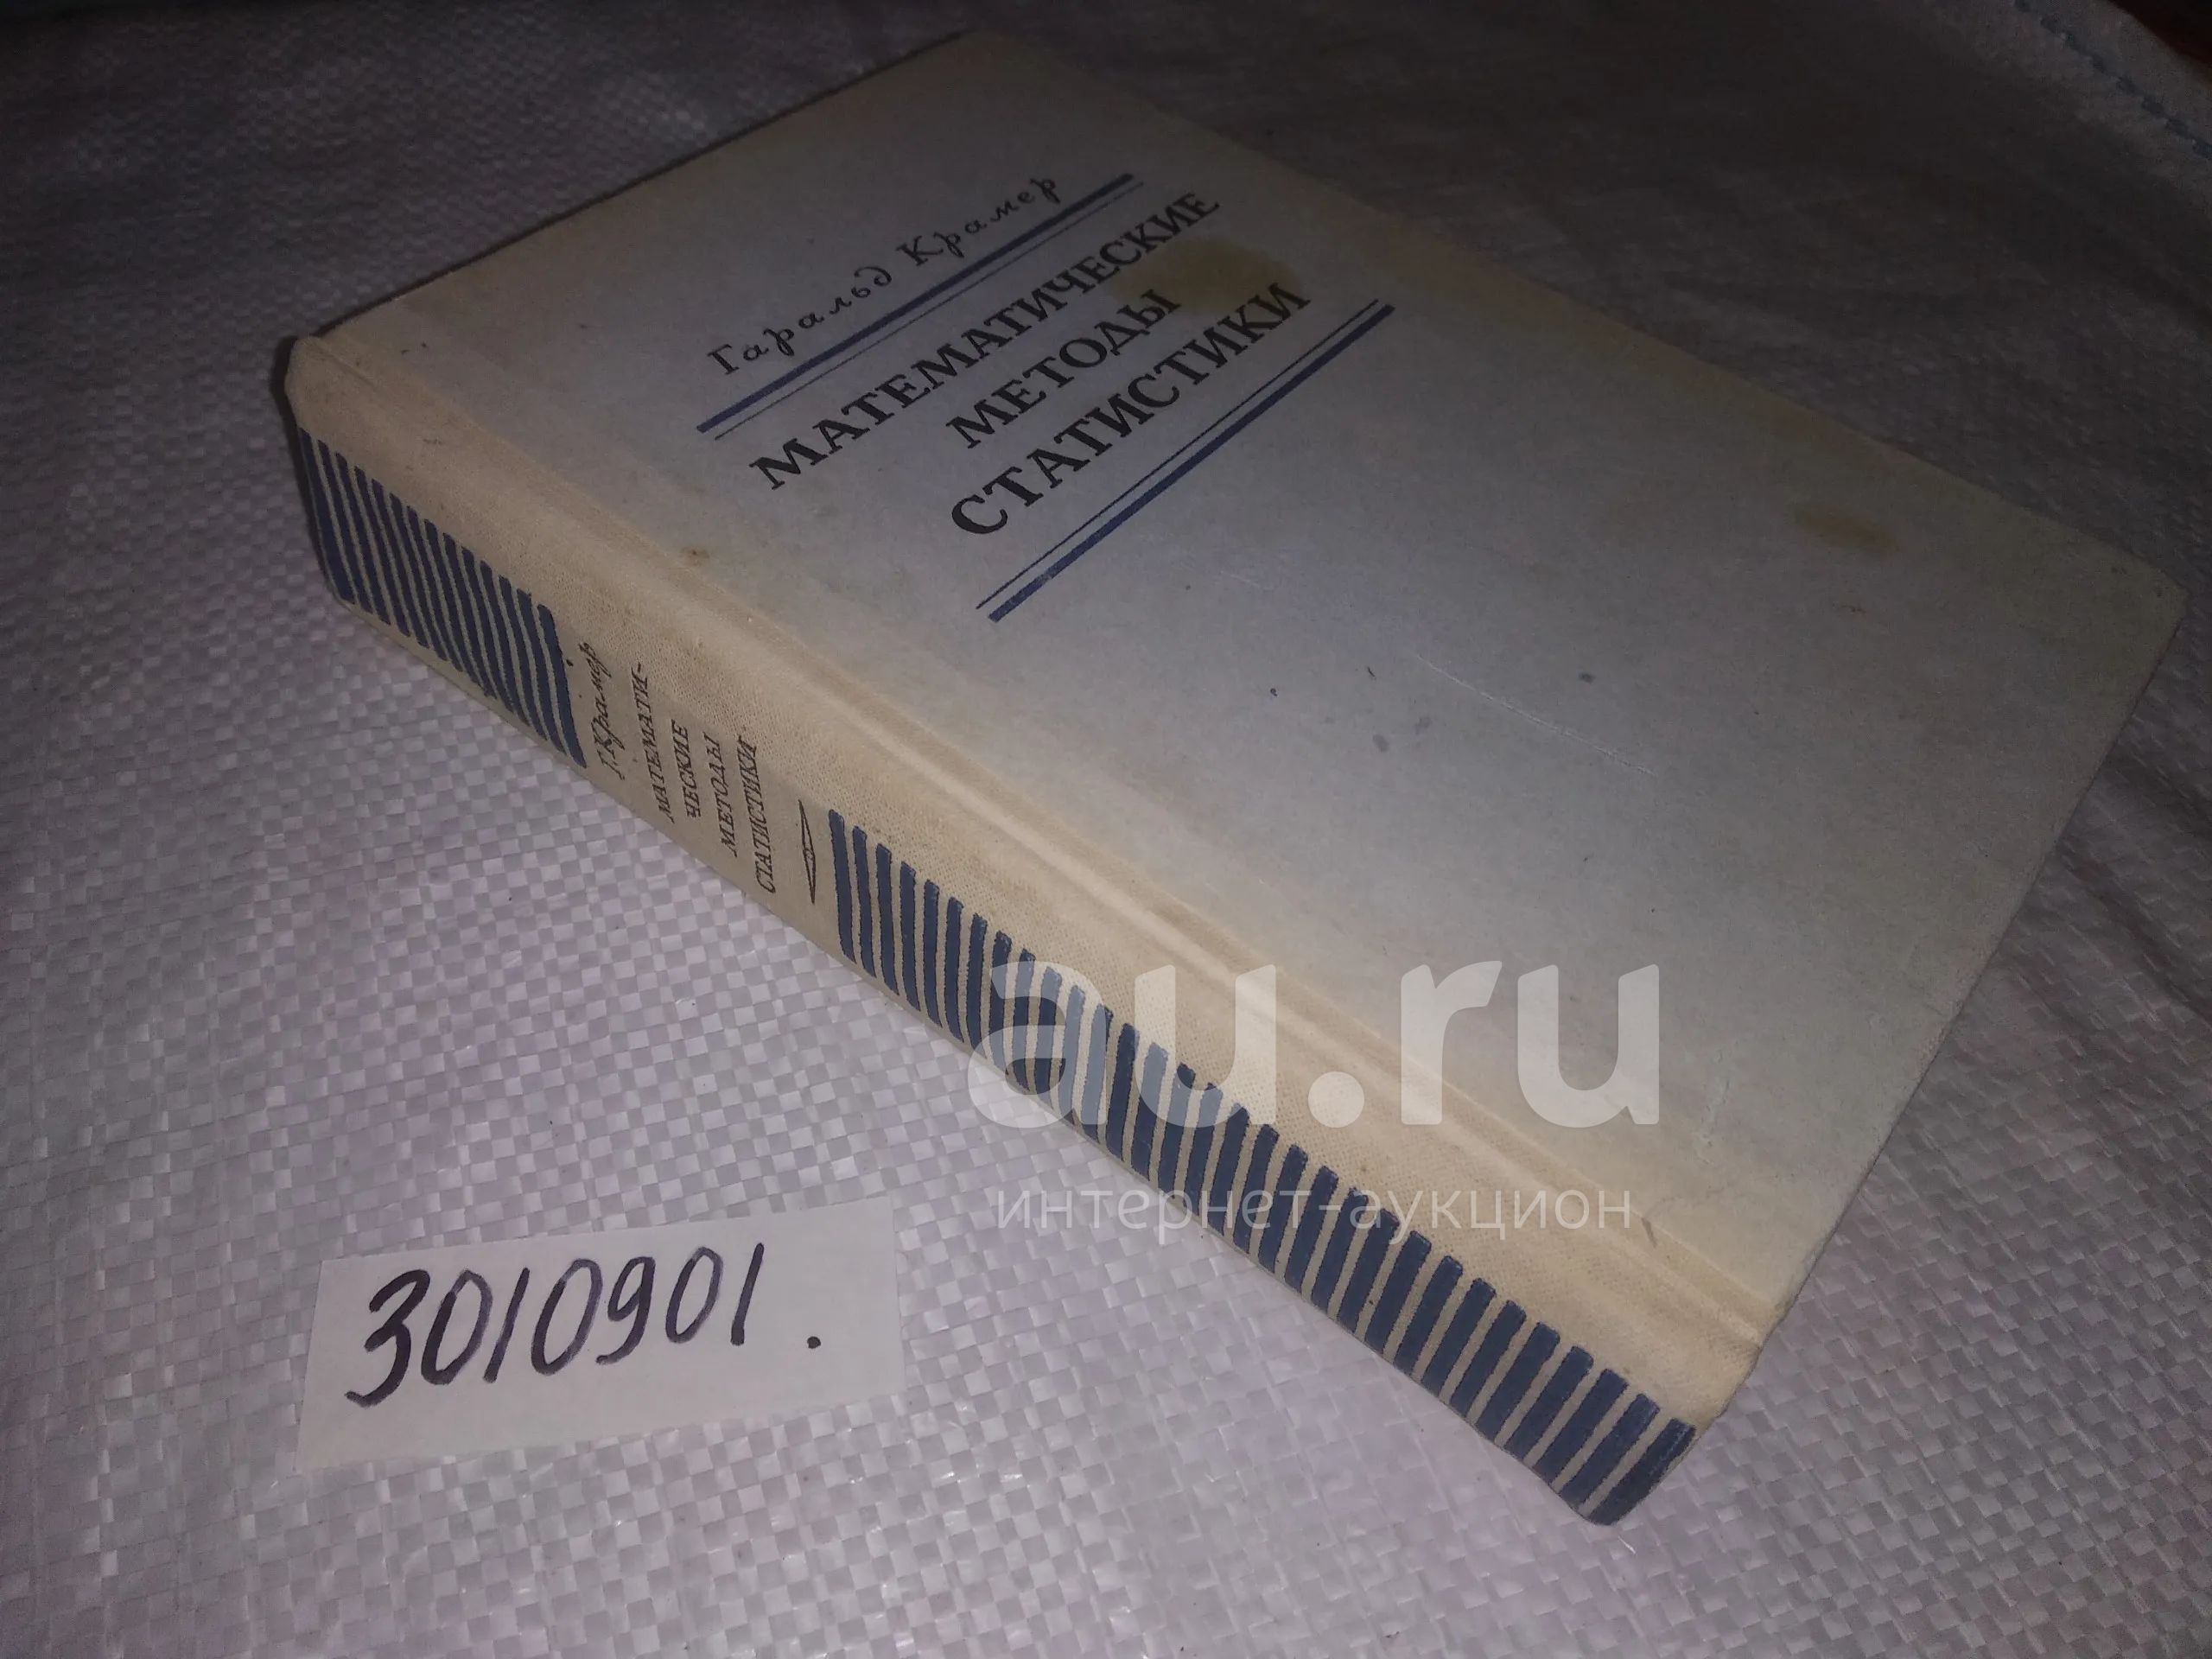 Гаральд Крамер
МАТЕМАТИЧЕСКИЕ
МЕТОДЫ
СТАТИСТИКИ
Г. Крамер
МАТЕМАТИ-
ЧЕСКИЕ
МЕТОДЫ
СТАТИСТИКИ
au.ru
интернет-аукцион
3010901.